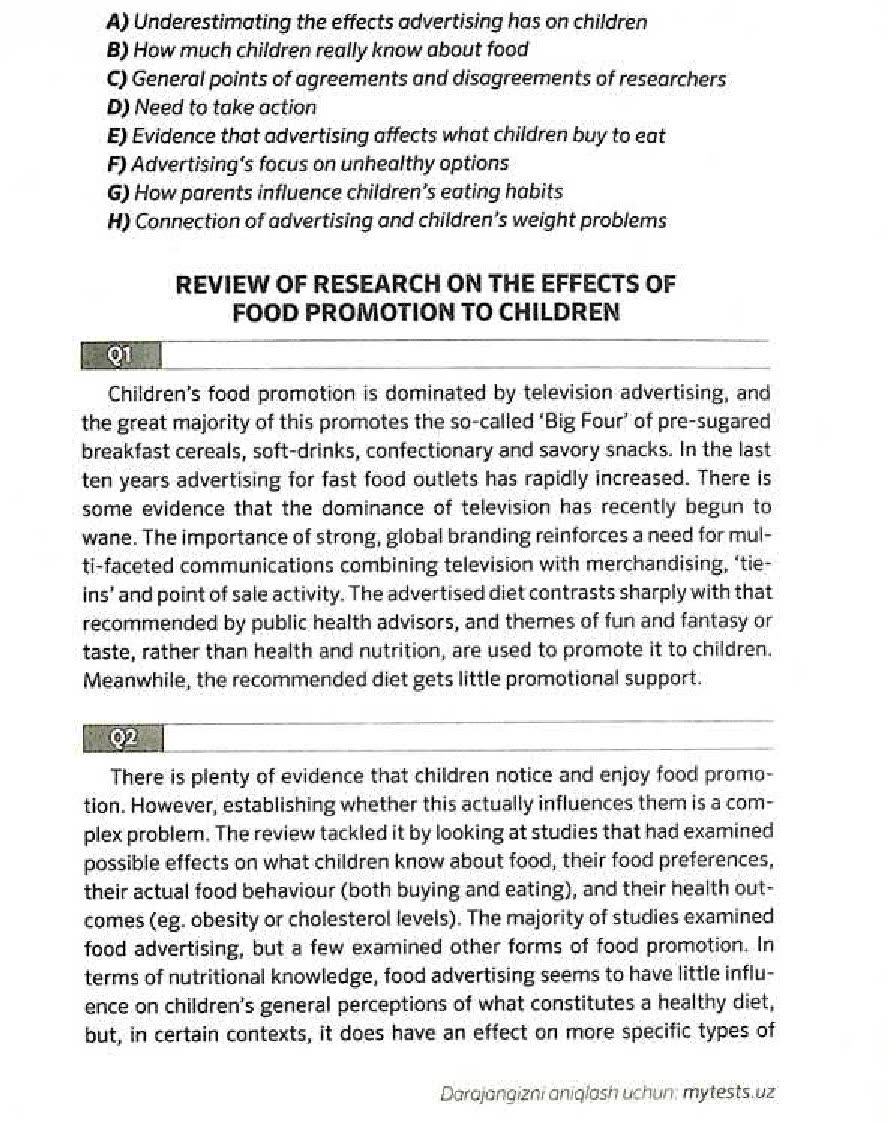 A) Underestimating the effects advertising has on children
B) How much children really know about food
C) General points of agreements and disagreements of researchers
D) Need to take action
E) Evidence that advertising affects what children buy to eat
F) Advertising's focus on unhealthy options
G) How parents influence children's eating habits
H) Connection of advertising and children's weight problems
REVIEW OF RESEARCH ON THE EFFECTS OF
FOOD PROMOTION TO CHILDREN
Q1
Children's food promotion is dominated by television advertising, and
the great majority of this promotes the so-called 'Big Four' of pre-sugared
breakfast cereals, soft-drinks, confectionary and savory snacks. In the last
ten years advertising for fast food outlets has rapidly increased. There is
some evidence that the dominance of television has recently begun to
wane. The importance of strong, global branding reinforces a need for mul-
ti-faceted communications combining television with merchandising, 'tie-
ins' and point of sale activity. The advertised diet contrasts sharply with that
recommended by public health advisors, and themes of fun and fantasy or
taste, rather than health and nutrition, are used to promote it to children.
Meanwhile, the recommended diet gets little promotional support.
Q2
There is plenty of evidence that children notice and enjoy food promo-
tion. However, establishing whether this actually influences them is a com-
plex problem. The review tackled it by looking at studies that had examined
possible effects on what children know about food, their food preferences,
their actual food behaviour (both buying and eating), and their health out-
comes (eg. obesity or cholesterol levels). The majority of studies examined
food advertising, but a few examined other forms of food promotion. In
terms of nutritional knowledge, food advertising seems to have little influ-
ence on children's general perceptions of what constitutes a healthy diet,
but, in certain contexts, it does have an effect on more specific types of
Darajangizni aniqlash uchun: mytests.uz